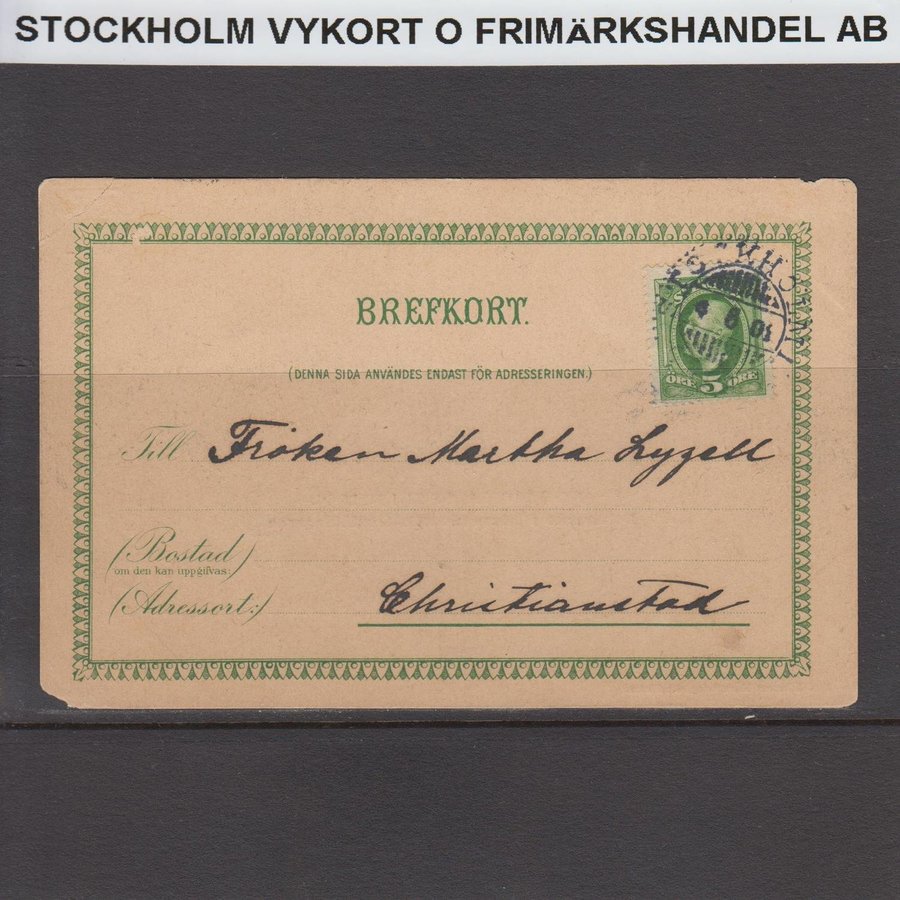 STOCKHOLM VYKORT O FRIMÄRKSHANDEL AB
BREFKORT.
(DENNA SIDA ANVÄNDES ENDAST FÖR ADRESSERINGEN.)
ÖRE 5 ÖRE
Till Fröken Martha Lyzell
(Bostad)
om den kan uppgifvas:
(Adressort:)
Christianstad